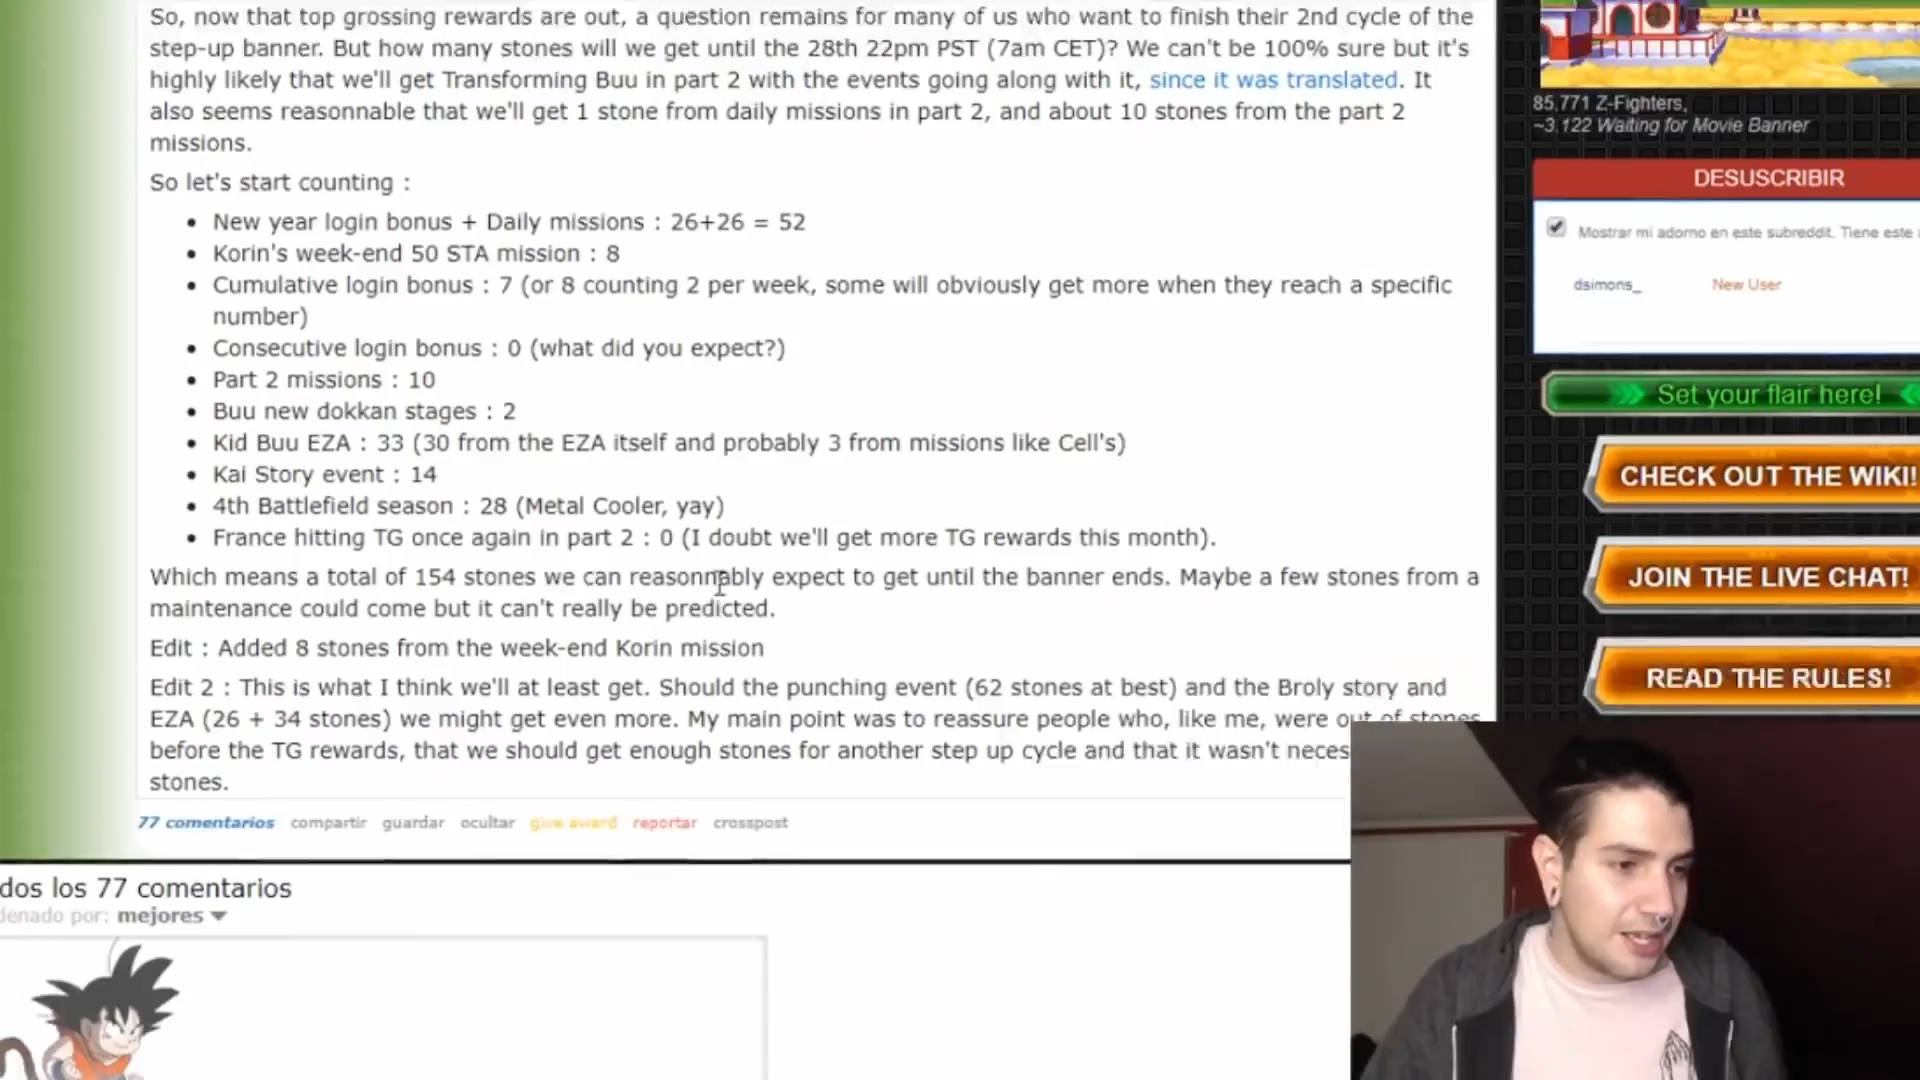 So, now that top grossing rewards are out, a question remains for many of us who want to finish their 2nd cycle of the
step-up banner. But how many stones will we get until the 28th 22pm PST (7am CET)? We can't be 100% sure but it's
highly likely that we'll get Transforming Buu in part 2 with the events going along with it, since it was translated. It
also seems reasonnable that we'll get 1 stone from daily missions in part 2, and about 10 stones from the part 2
missions.
So let's start counting :
• New year login bonus + Daily missions : 26+26 = 52
• Korin's week-end 50 STA mission : 8
• Cumulative login bonus : 7 (or 8 counting 2 per week, some will obviously get more when they reach a specific
number)
• Consecutive login bonus : 0 (what did you expect?)
• Part 2 missions : 10
• Buu new dokkan stages : 2
• Kid Buu EZA : 33 (30 from the EZA itself and probably 3 from missions like Cell's)
• Kai Story event : 14
• 4th Battlefield season : 28 (Metal Cooler, yay)
• France hitting TG once again in part 2 : 0 (I doubt we'll get more TG rewards this month).
Which means a total of 154 stones we can reasonnably expect to get until the banner ends. Maybe a few stones from a
maintenance could come but it can't really be predicted.
Edit : Added 8 stones from the week-end Korin mission
Edit 2 : This is what I think we'll at least get. Should the punching event (62 stones at best) and the Broly story and
EZA (26 + 34 stones) we might get even more. My main point was to reassure people who, like me, were out of stones
before the TG rewards, that we should get enough stones for another step up cycle and that it wasn't neces
stones.
77 comentarios compartir guardar ocultar give award reportar crosspost
dos los 77 comentarios
denado por: mejores
85,771 Z-Fighters,
~3,122 Waiting for Movie Banner
DESUSCRIBIR
Mostrar mi adorno en este subreddit. Tiene este
dsimons_ New User
Set your flair here!
CHECK OUT THE WIKI!
JOIN THE LIVE CHAT!
READ THE RULES!